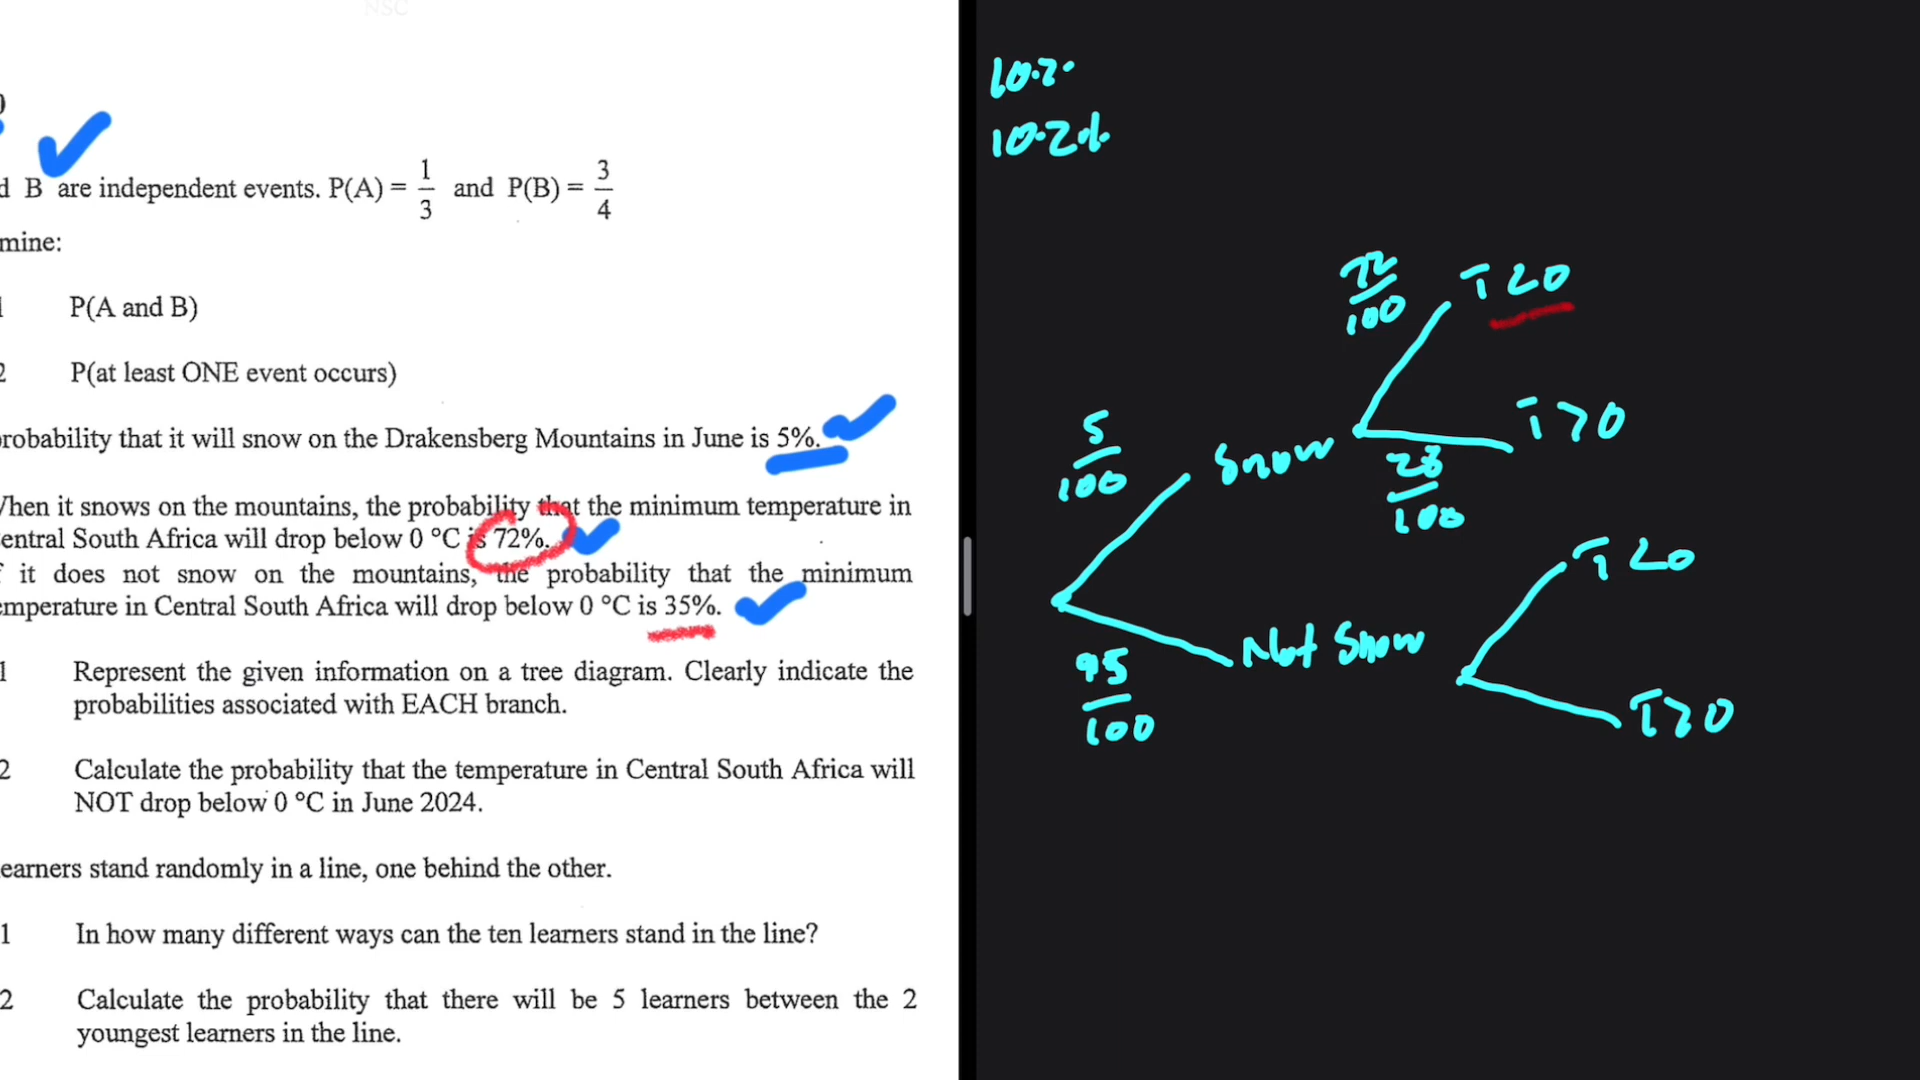 NSC
d B are independent events. P(A) = 1/3 and P(B) = 3/4
mine:
P(A and B)
2 P(at least ONE event occurs)
robability that it will snow on the Drakensberg Mountains in June is 5%.
When it snows on the mountains, the probability that the minimum temperature in
entral South Africa will drop below 0 °C is 72%.
it does not snow on the mountains, the probability that the minimum
emperature in Central South Africa will drop below 0 °C is 35%.
1 Represent the given information on a tree diagram. Clearly indicate the
probabilities associated with EACH branch.
2 Calculate the probability that the temperature in Central South Africa will
NOT drop below 0 °C in June 2024.
earners stand randomly in a line, one behind the other.
1 In how many different ways can the ten learners stand in the line?
2 Calculate the probability that there will be 5 learners between the 2
youngest learners in the line.
10.2.1
72/100 T<0
T>0
5/100 Snow
28/100
T<0
Not Snow
95/100
T>0